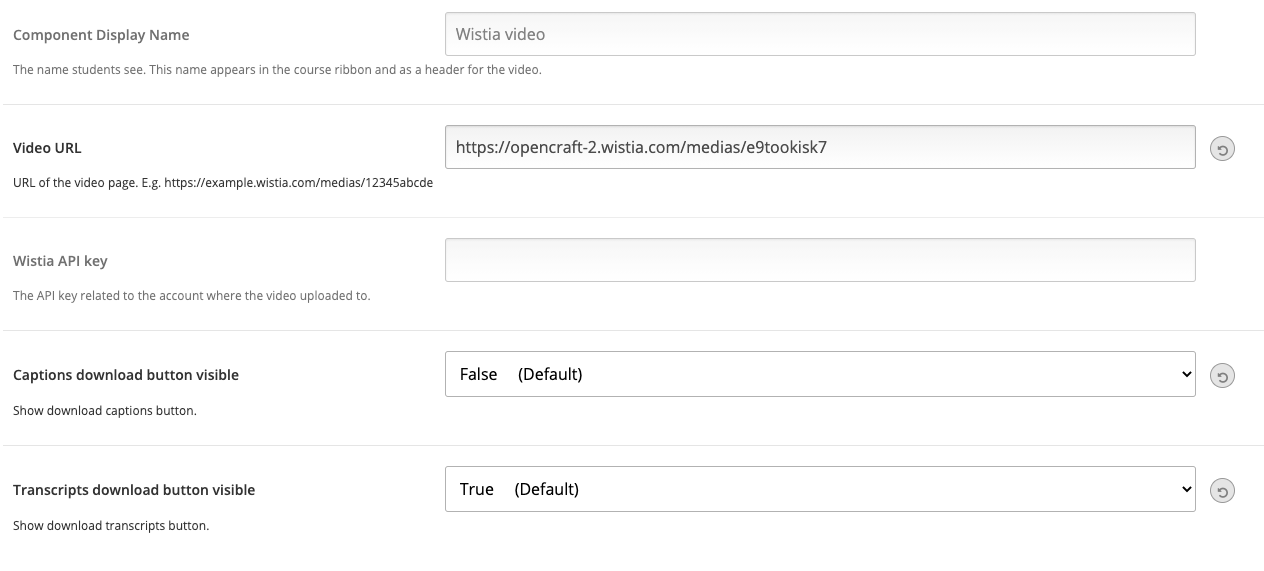 Component Display Name
Wistia video
The name students see. This name appears in the course ribbon and as a header for the video.
Video URL
https://opencraft-2.wistia.com/medias/e9tookisk7
URL of the video page. E.g. https://example.wistia.com/medias/12345abcde
Wistia API key
The API key related to the account where the video uploaded to.
Captions download button visible
False (Default)
Show download captions button.
Transcripts download button visible
True (Default)
Show download transcripts button.